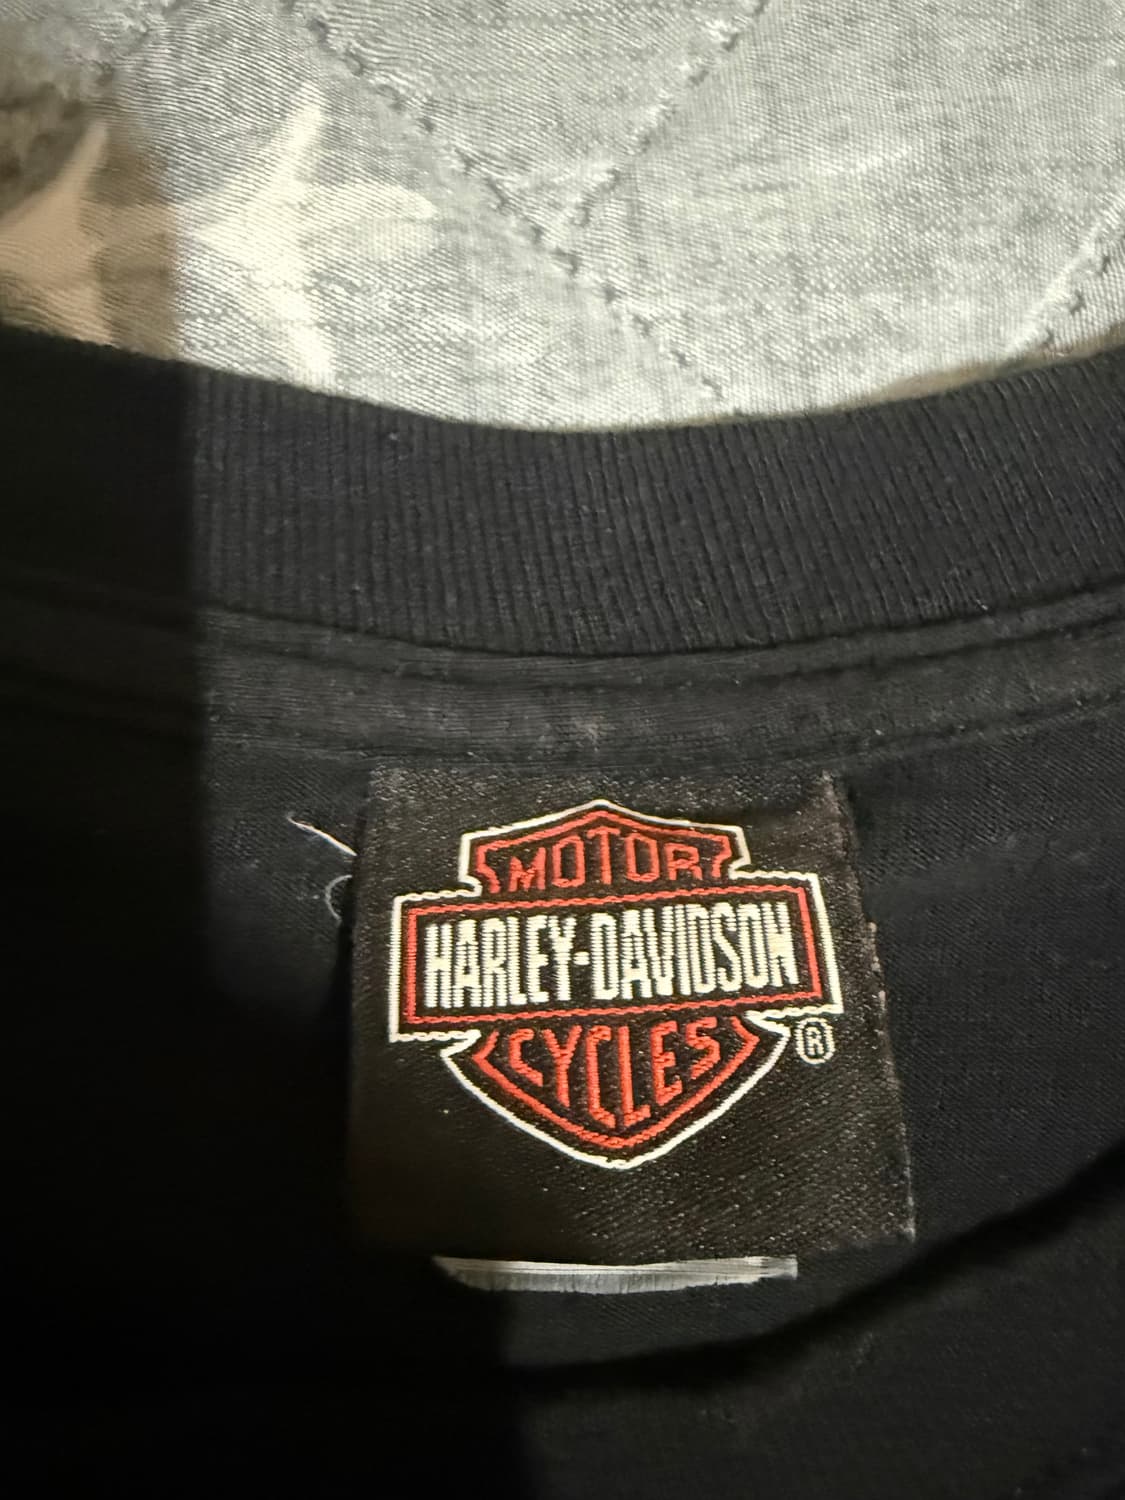 MOTOR
HARLEY-DAVIDSON
CYCLES
®